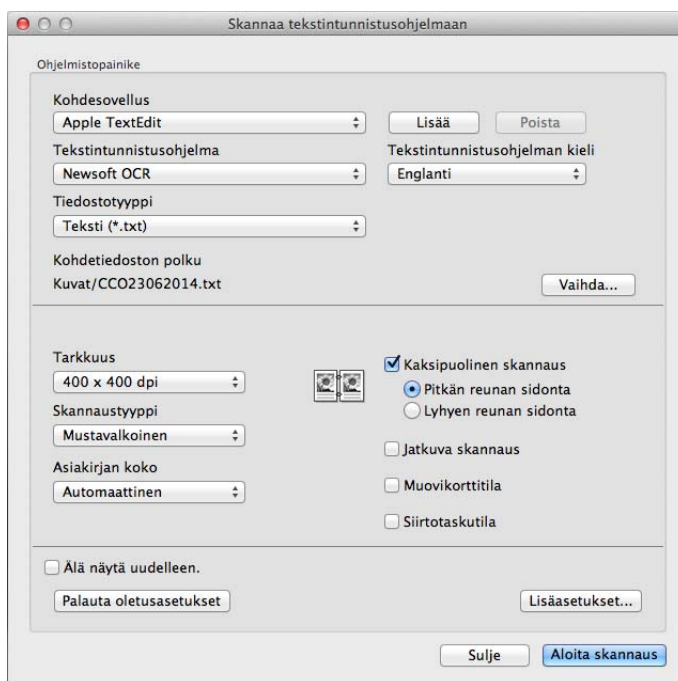 Skannaa tekstintunnistusohjelmaan
Ohjelmistopainike
Kohdesovellus
Apple TextEdit
Lisää
Poista
Tekstintunnistusohjelma
Tekstintunnistusohjelman kieli
Newsoft OCR
Englanti
Tiedostotyyppi
Teksti (*.txt)
Kohdetiedoston polku
Kuvat/CCO23062014.txt
Vaihda...
Tarkkuus
400 x 400 dpi
Skannaustyyppi
Mustavalkoinen
Asiakirjan koko
Automaattinen
Kaksipuolinen skannaus
Pitkän reunan sidonta
Lyhyen reunan sidonta
Jatkuva skannaus
Muovikorttitila
Siirtotaskutila
Älä näytä uudelleen.
Palauta oletusasetukset
Lisäasetukset...
Sulje
Aloita skannaus